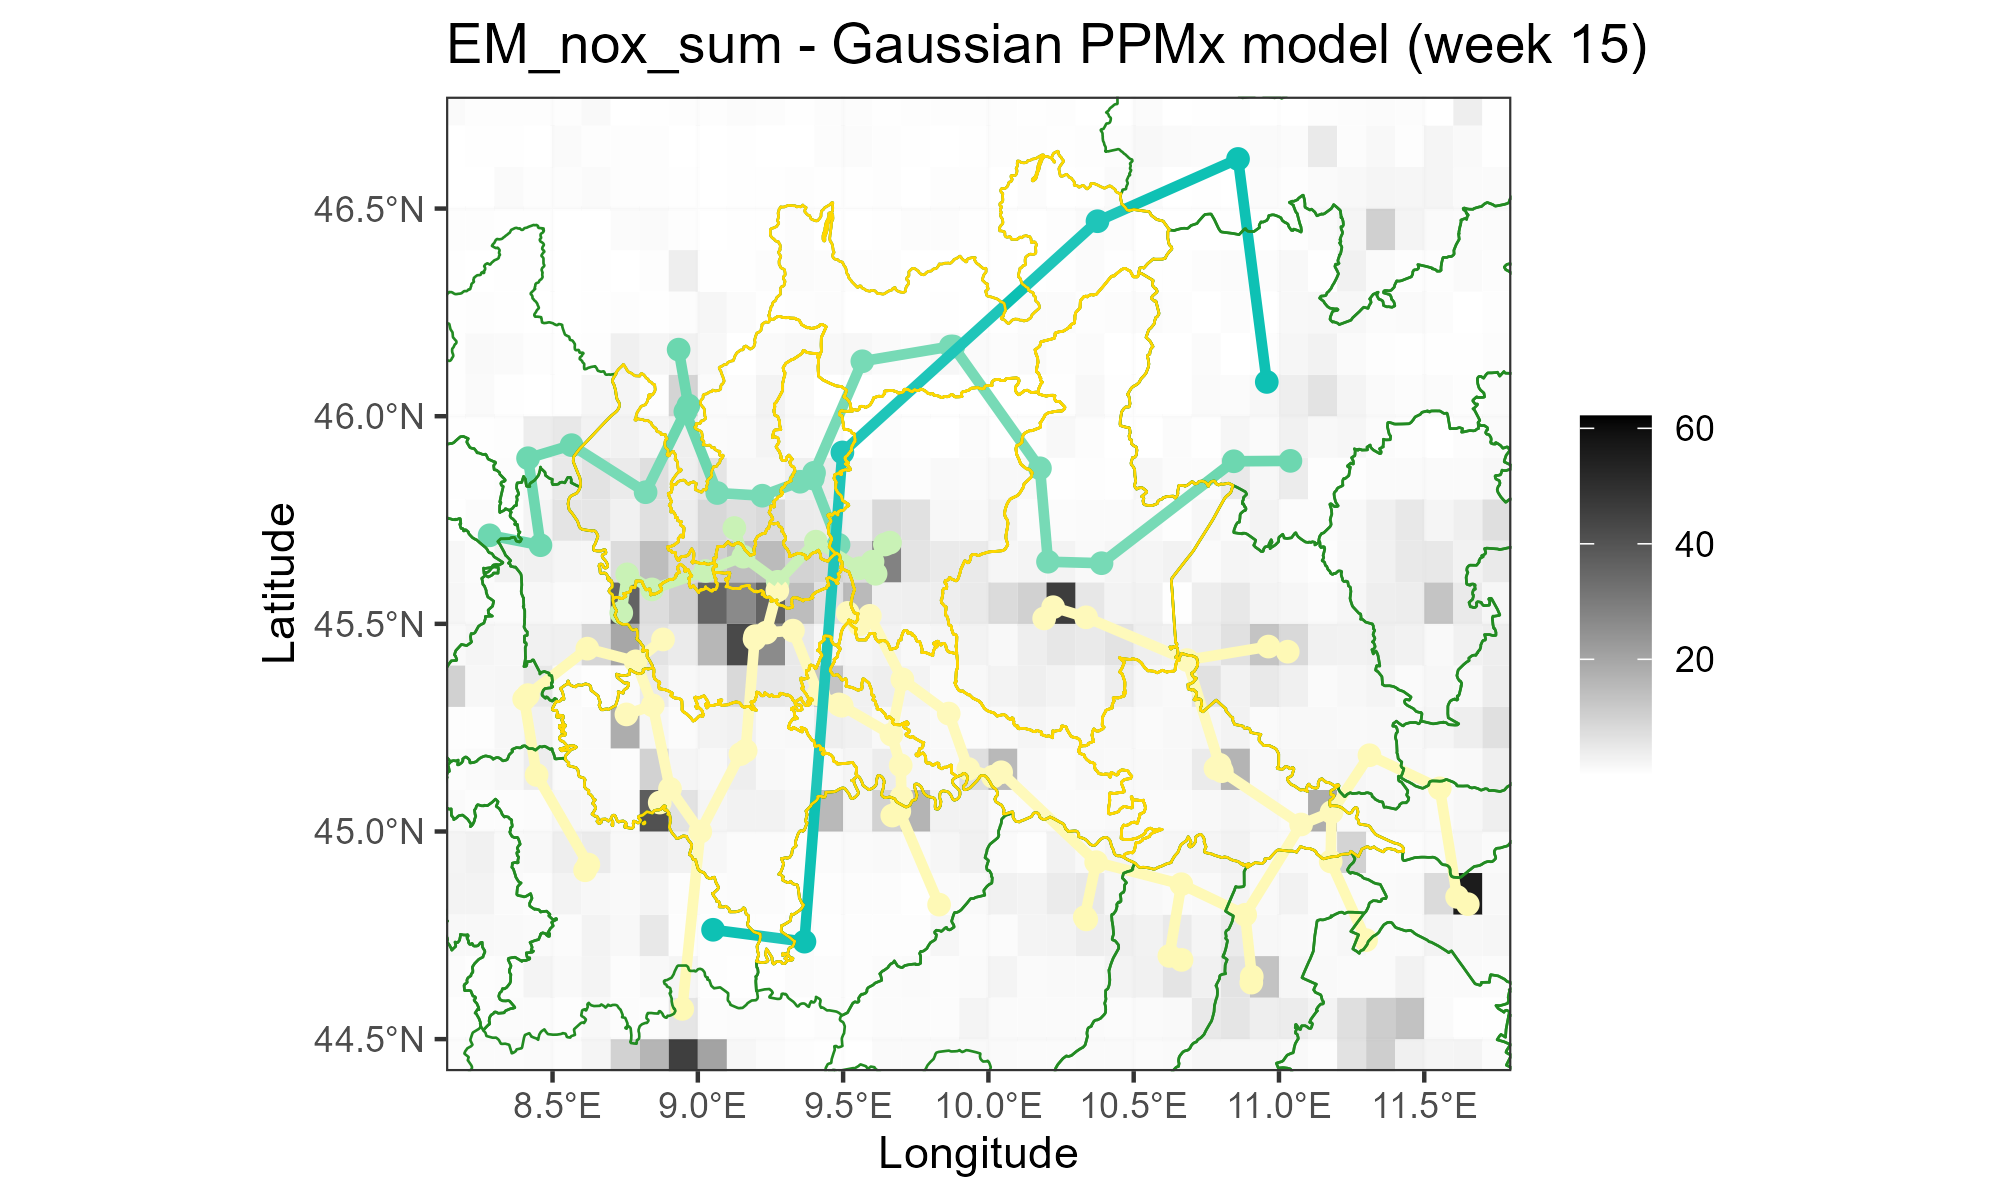 EM_nox_sum - Gaussian PPMx model (week 15)
46.5°N
46.0°N
45.5°N
45.0°N
44.5°N
Latitude
8.5°E
9.0°E
9.5°E
10.0°E
10.5°E
11.0°E
11.5°E
Longitude
60
40
20